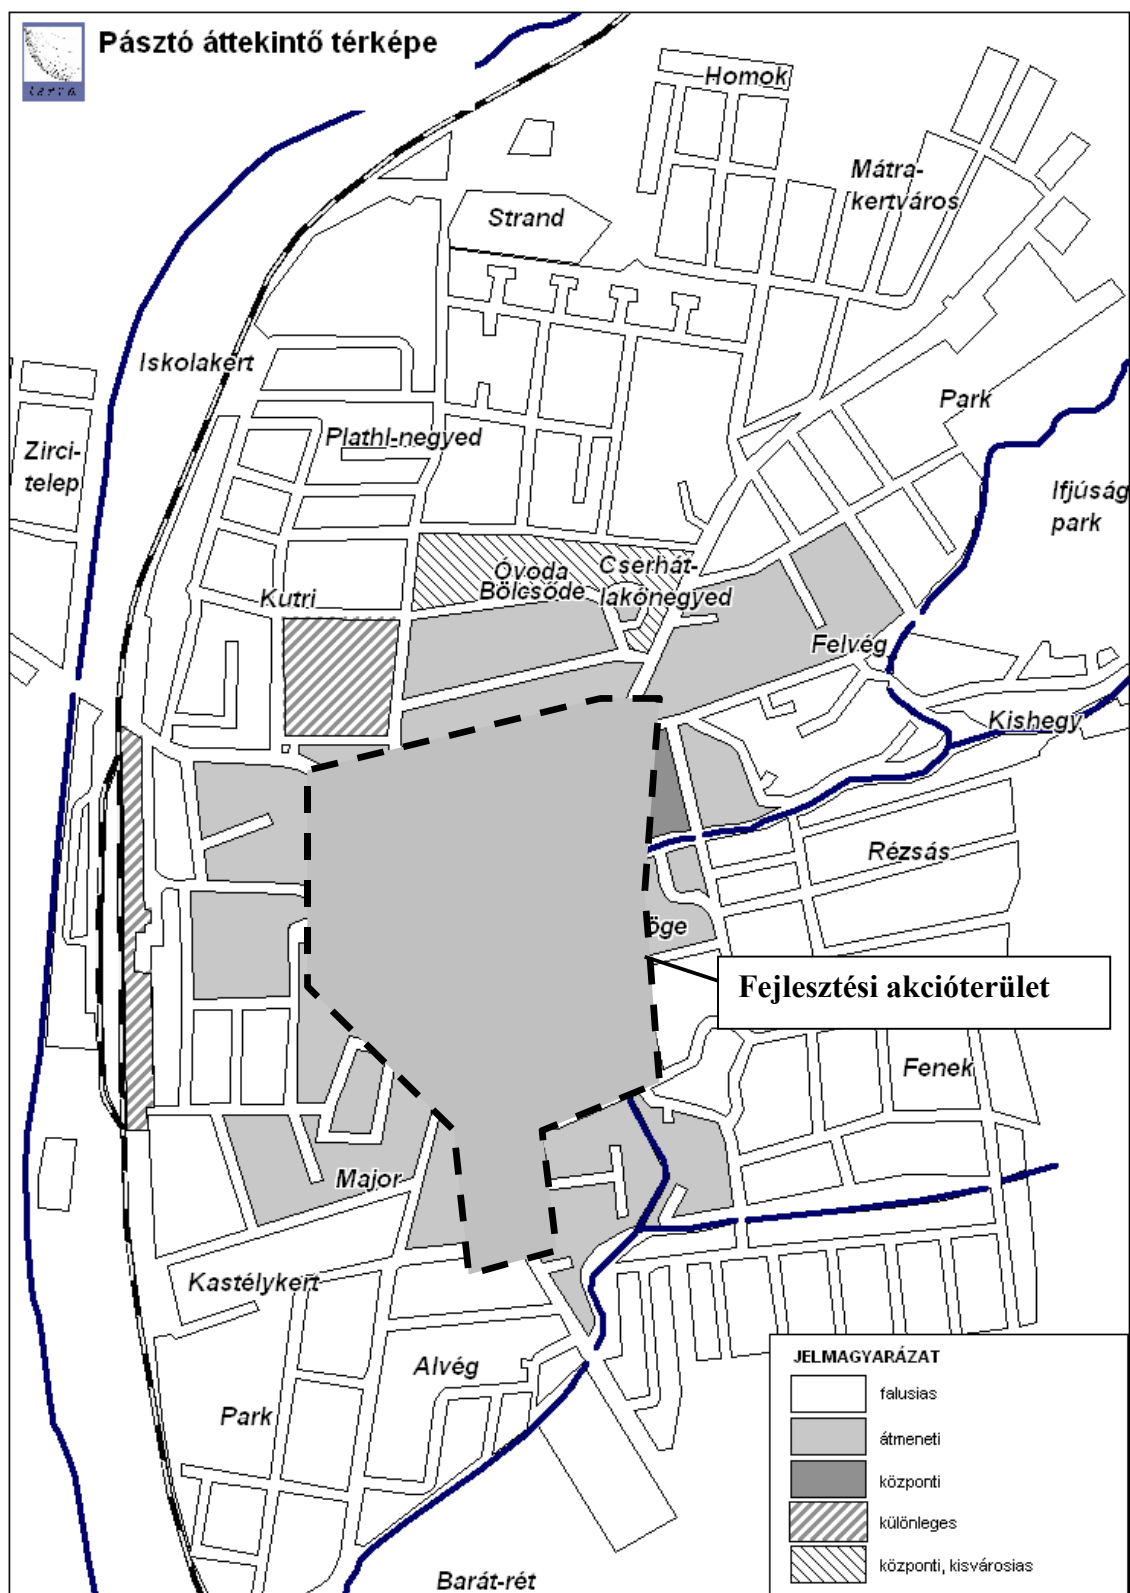 Pásztó áttekintő térképe
terra
Homok
Mátra-
kertváros
Strand
Iskolakert
Park
Plathl-negyed
Zirci-
telep
Ifjúság
park
Óvoda
Bölcsőde
Cserhát-
lakónegyed
Kutri
Felvég
Kishegy
Rézsás
öge
Fejlesztési akcióterület
Fenek
Major
Kastélykert
Alvég
Park
Barát-rét
JELMAGYARÁZAT
falusias
átmeneti
központi
különleges
központi, kisvárosias